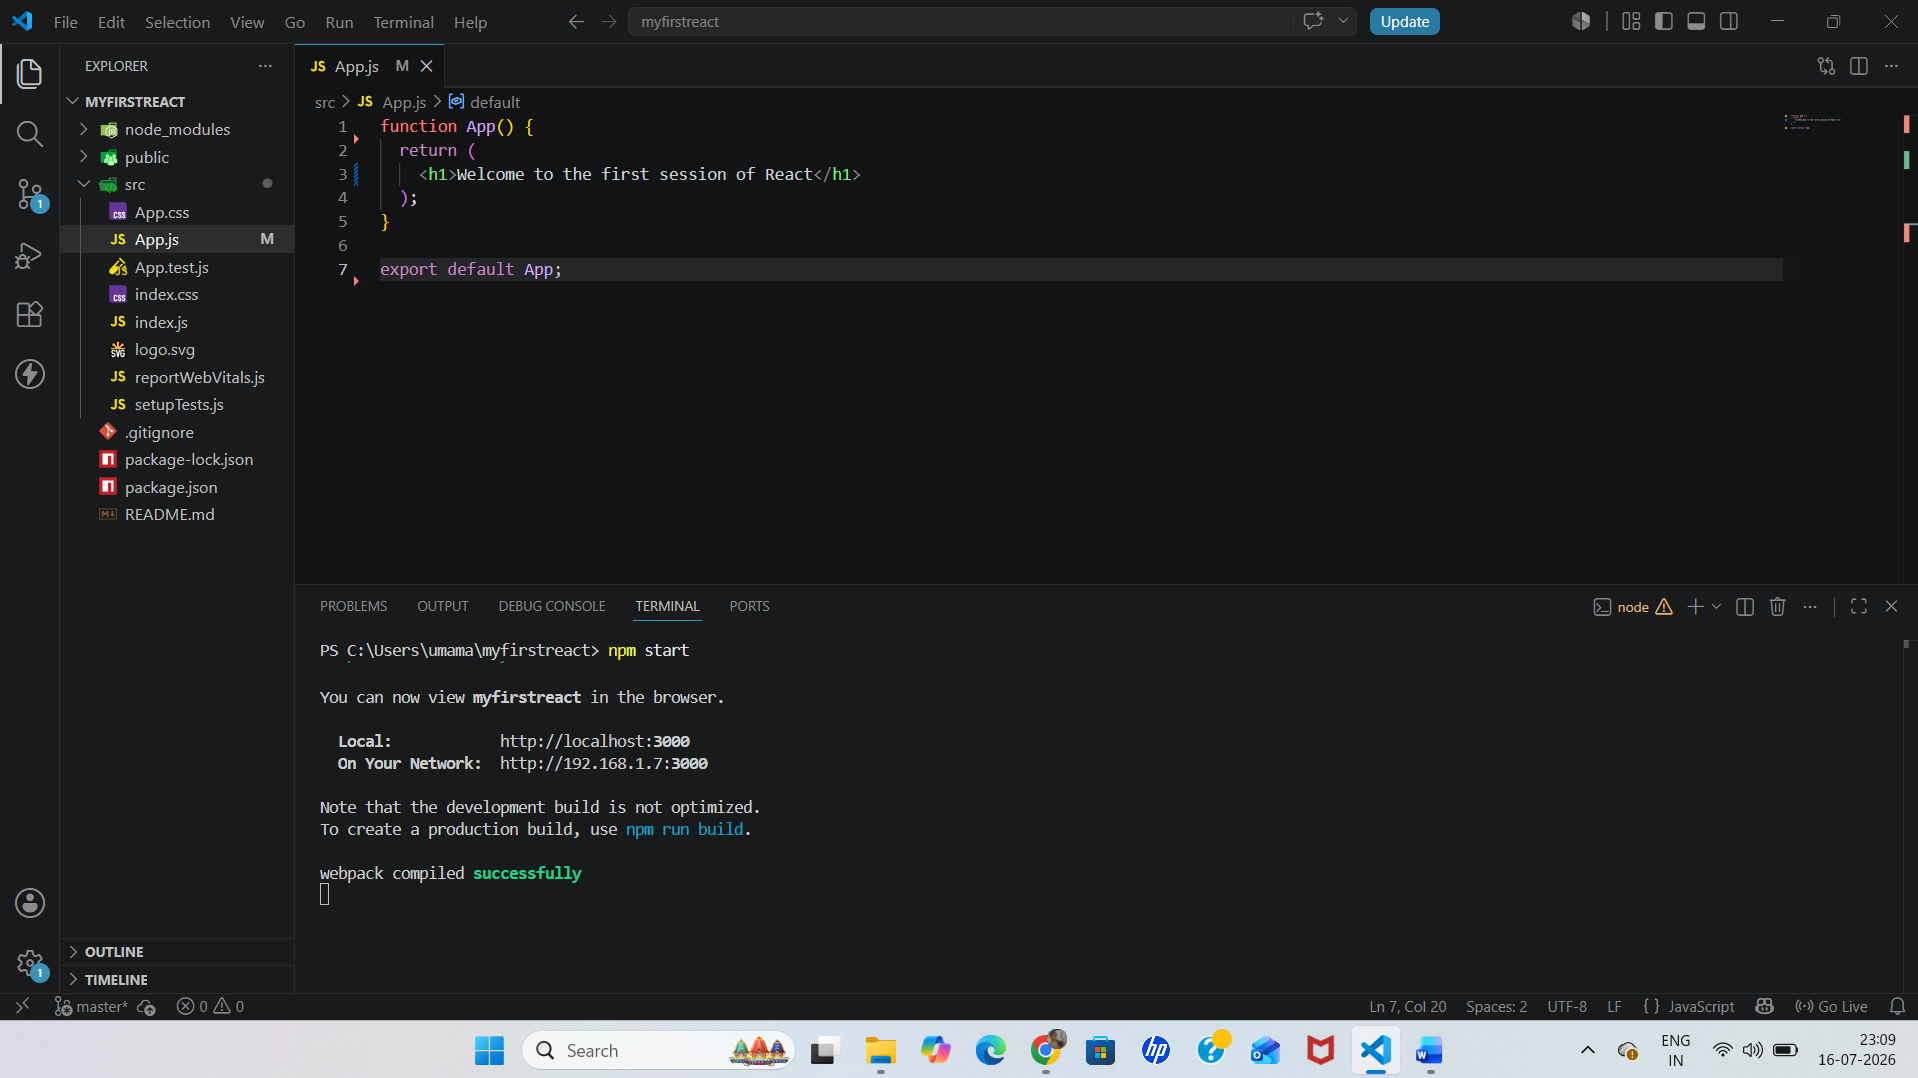 File Edit Selection View Go Run Terminal Help
myfirstreact
Update
EXPLORER
MYFIRSTREACT
node_modules
public
src
App.css
App.js M
App.test.js
index.css
index.js
logo.svg
reportWebVitals.js
setupTests.js
.gitignore
package-lock.json
package.json
README.md
OUTLINE
TIMELINE
JS App.js M
src JS App.js default
1 function App() {
2 return (
3 <h1>Welcome to the first session of React</h1>
4 );
5 }
6
7 export default App;
PROBLEMS OUTPUT DEBUG CONSOLE TERMINAL PORTS
node
PS C:\Users\umama\myfirstreact> npm start
You can now view myfirstreact in the browser.
Local: http://localhost:3000
On Your Network: http://192.168.1.7:3000
Note that the development build is not optimized.
To create a production build, use npm run build.
webpack compiled successfully
master* 0 0
Ln 7, Col 20 Spaces: 2 UTF-8 LF {} JavaScript Go Live
Search
ENG
IN
23:09
16-07-2026